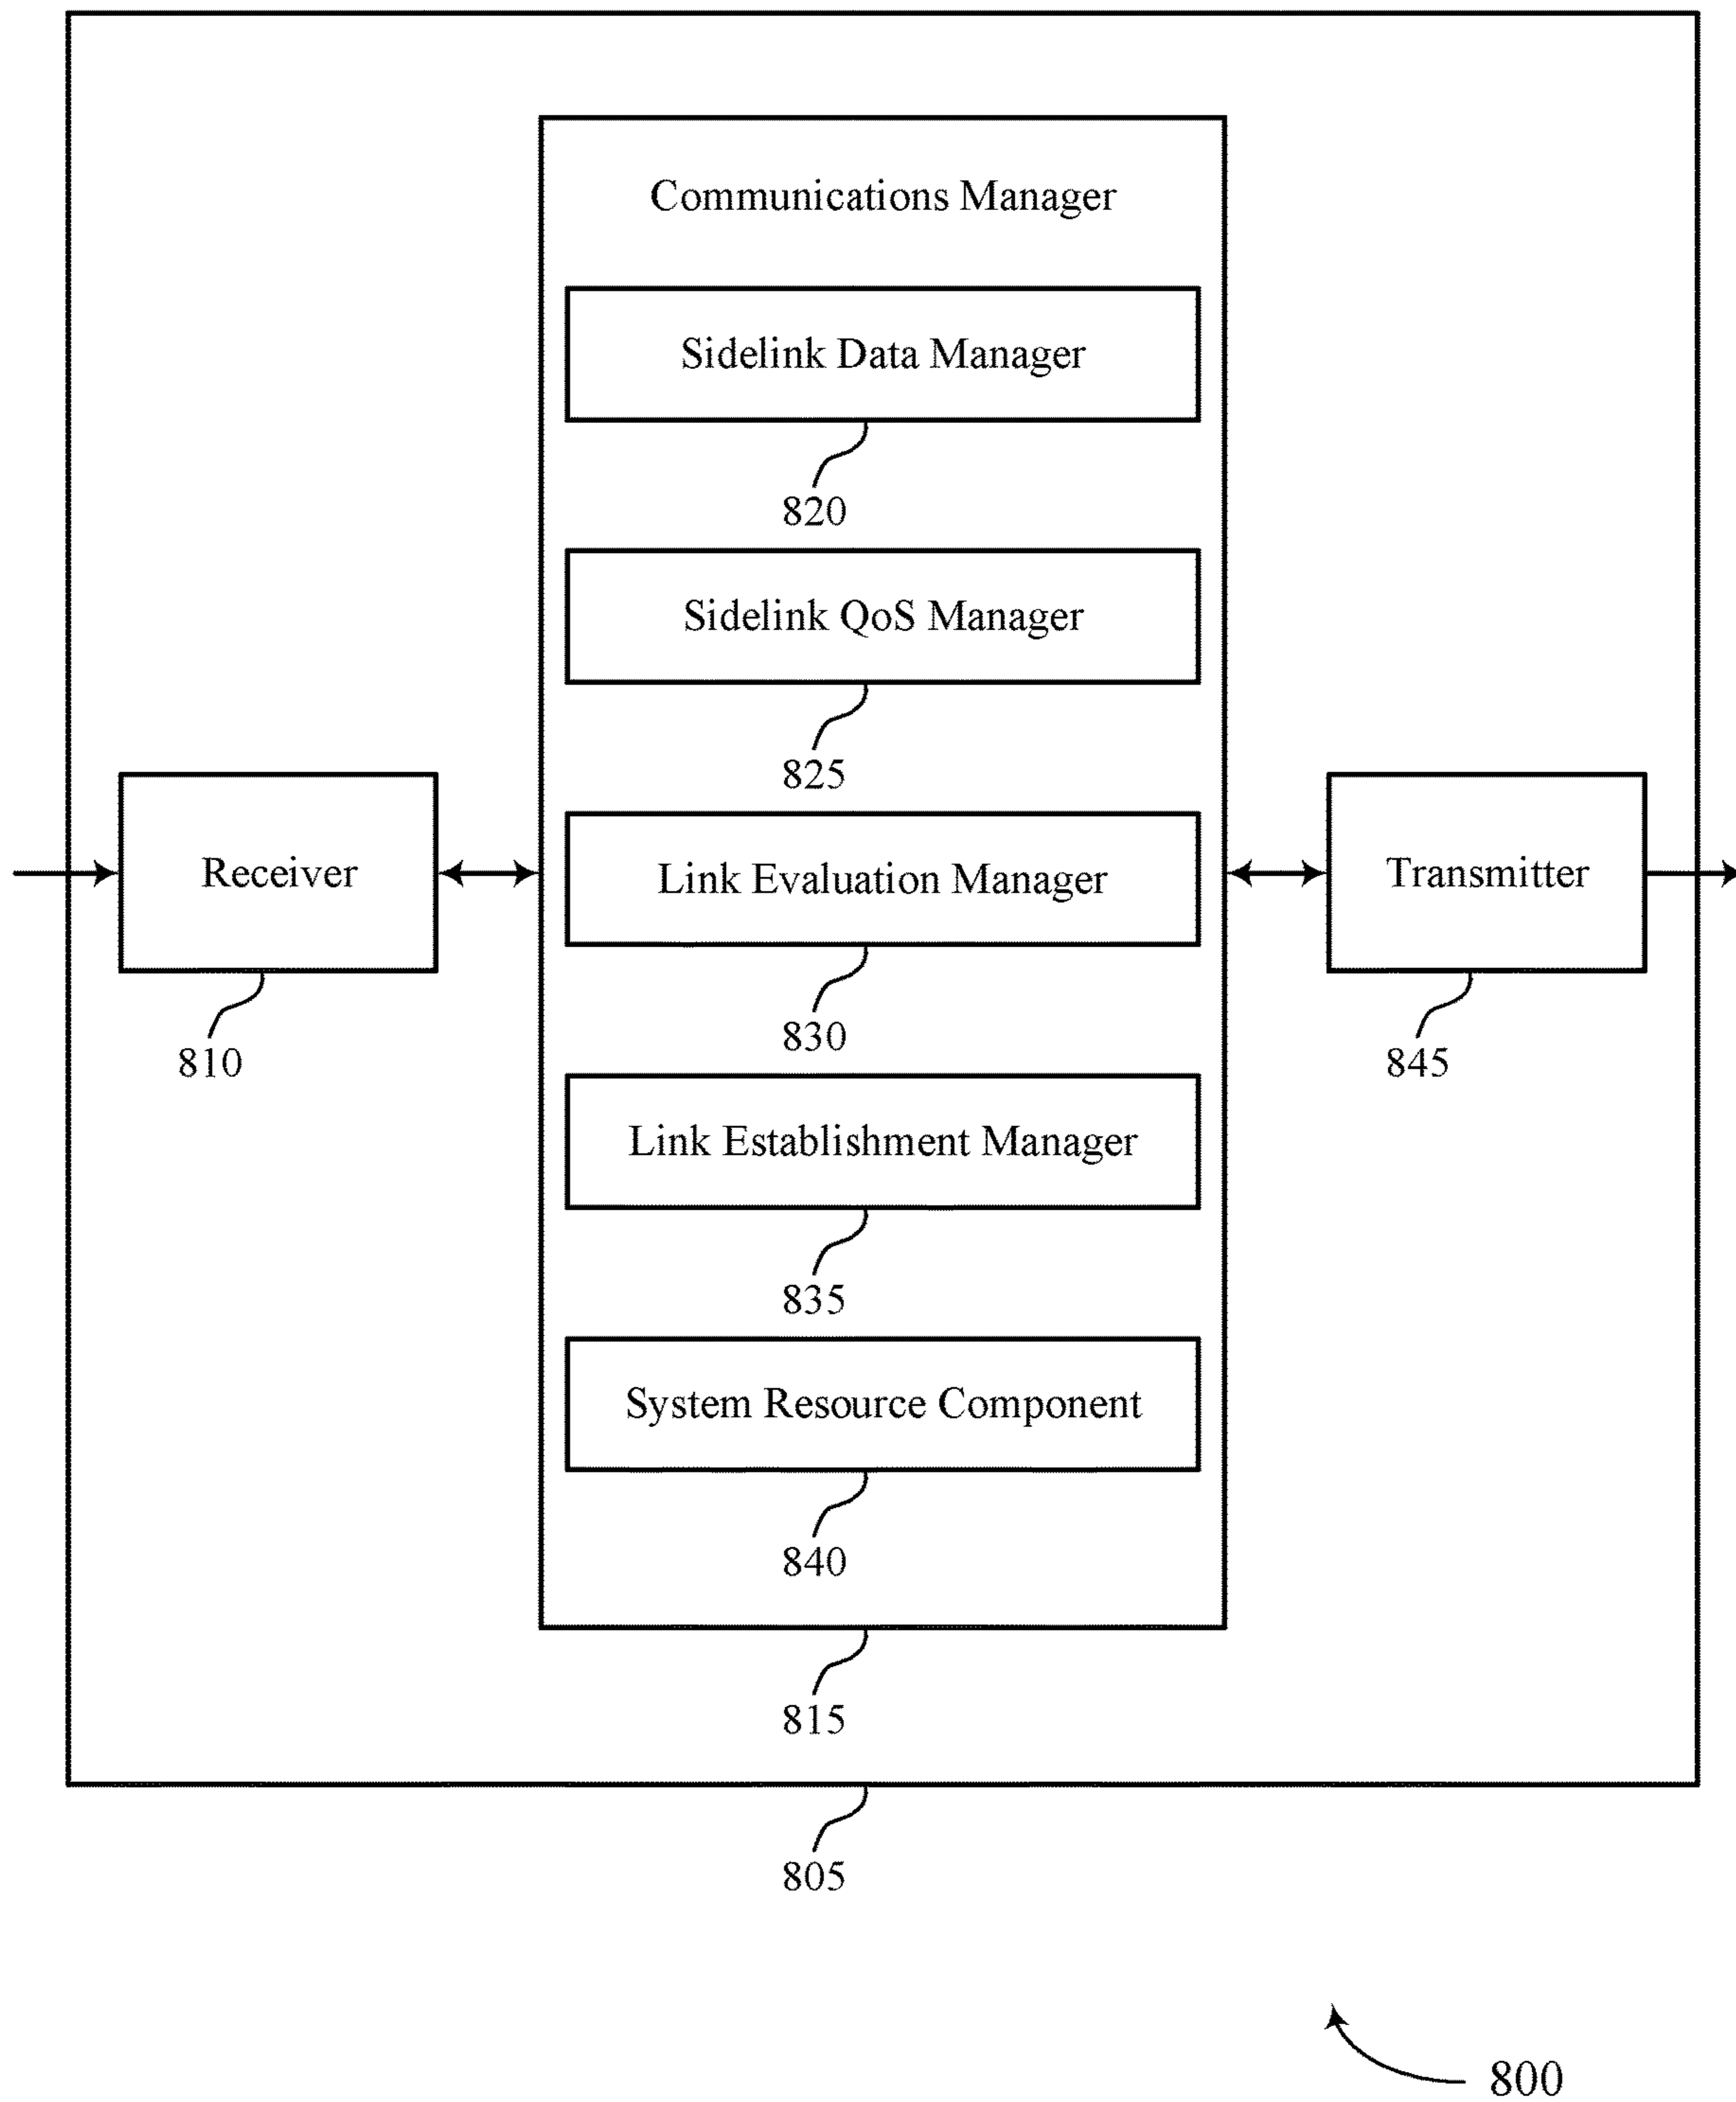 Communications Manager
Sidelink Data Manager
820
Sidelink QoS Manager
825
Receiver
810
Link Evaluation Manager
830
Transmitter
845
Link Establishment Manager
835
System Resource Component
840
815
805
800